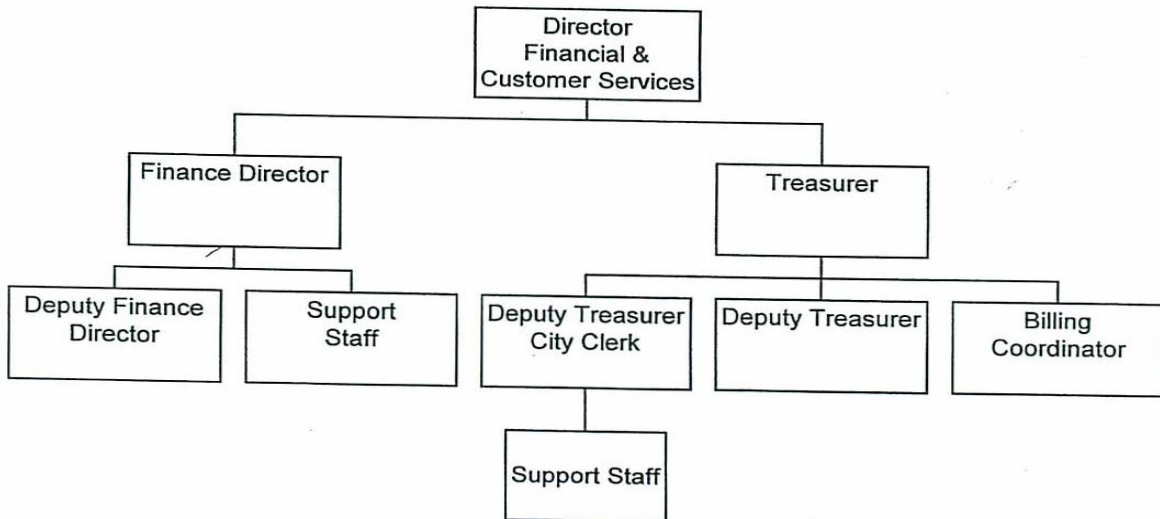 Director
Financial &
Customer Services
Finance Director
Treasurer
Deputy Finance
Director
Support
Staff
Deputy Treasurer
City Clerk
Deputy Treasurer
Billing
Coordinator
Support Staff